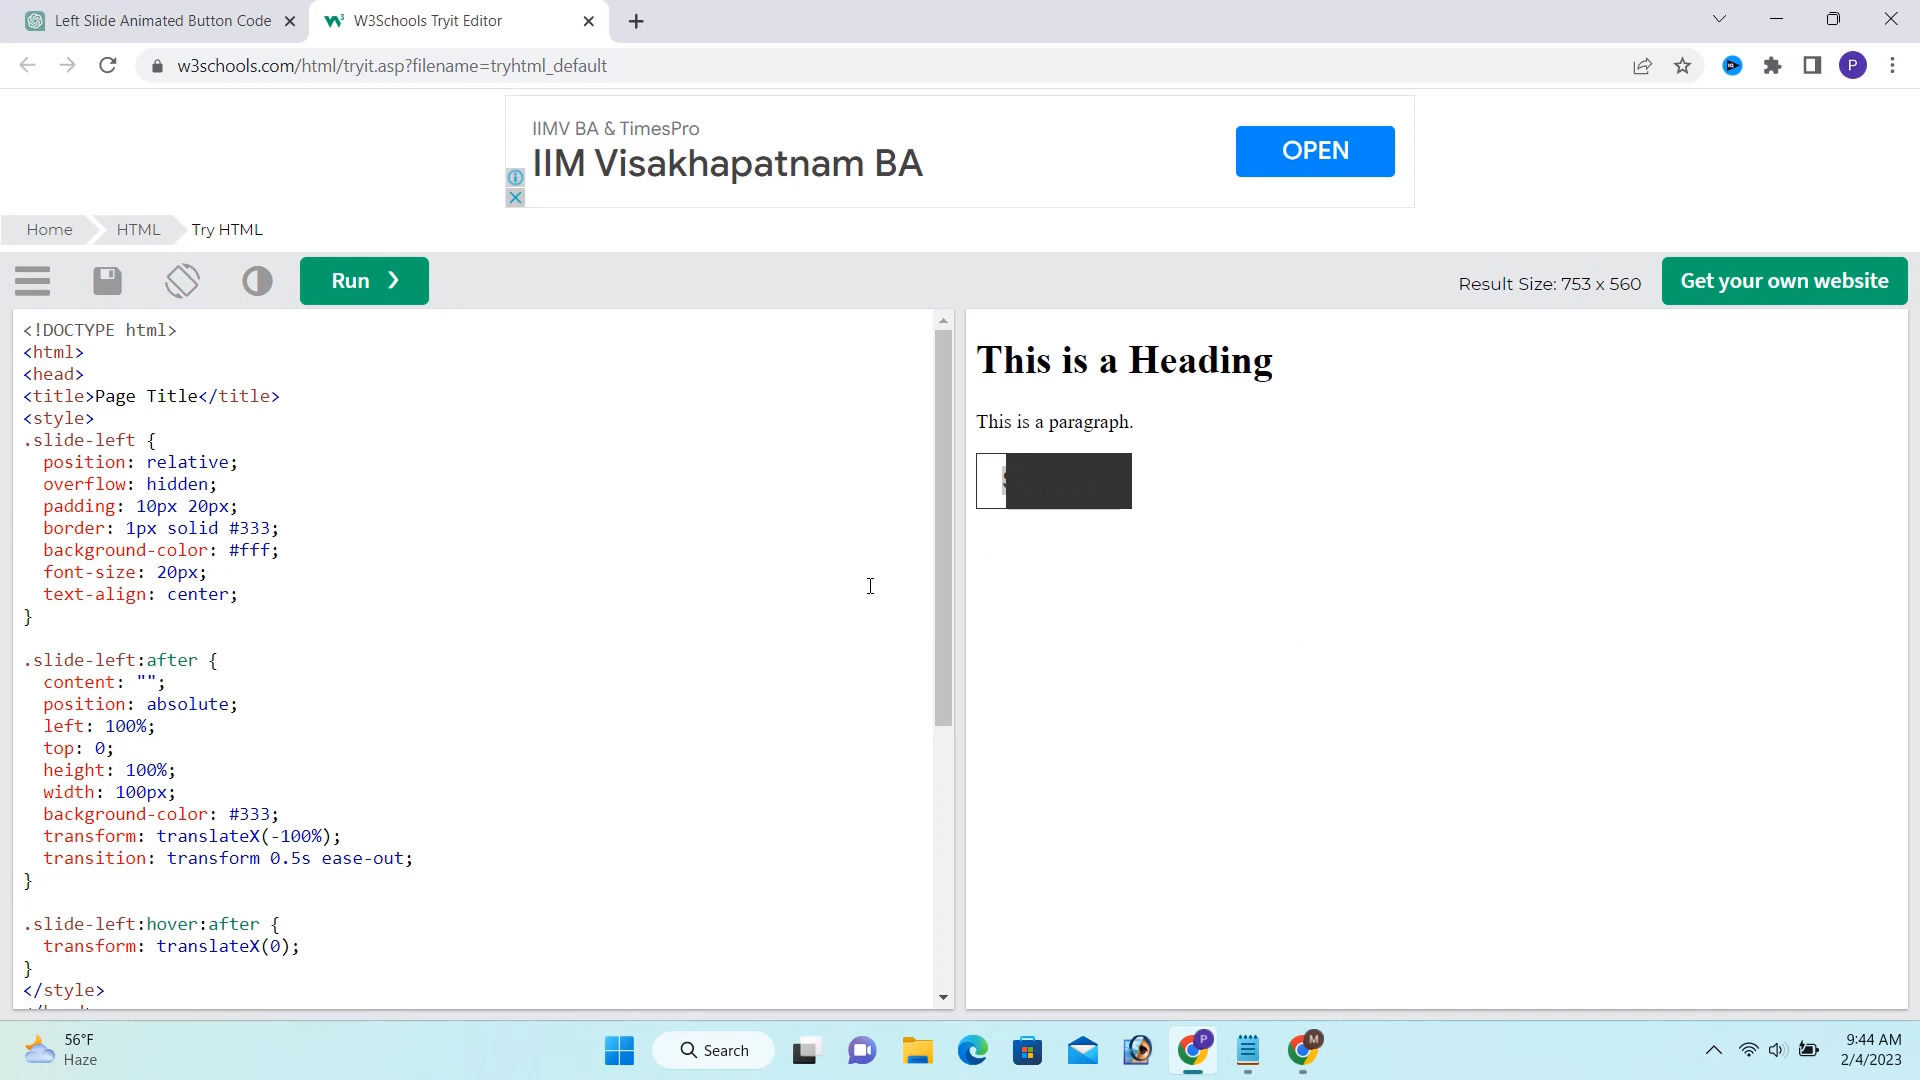 Left Slide Animated Button Code
W3Schools Tryit Editor
w3schools.com/html/tryit.asp?filename=tryhtml_default
P
IIMV BA & TimesPro
IIM Visakhapatnam BA
OPEN
Home
HTML
Try HTML
Run ❯
Result Size: 753 x 560
Get your own website
<!DOCTYPE html>
<html>
<head>
<title>Page Title</title>
<style>
.slide-left {
position: relative;
overflow: hidden;
padding: 10px 20px;
border: 1px solid #333;
background-color: #fff;
font-size: 20px;
text-align: center;
}
.slide-left:after {
content: "";
position: absolute;
left: 100%;
top: 0;
height: 100%;
width: 100px;
background-color: #333;
transform: translateX(-100%);
transition: transform 0.5s ease-out;
}
.slide-left:hover:after {
transform: translateX(0);
}
</style>
This is a Heading
This is a paragraph.
56°F
Haze
Search
P
M
9:44 AM
2/4/2023